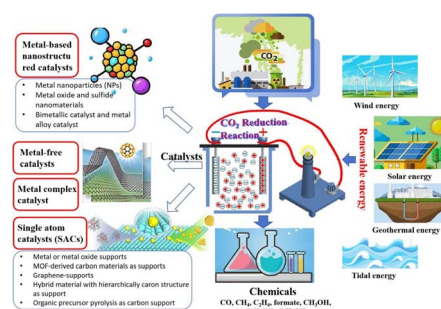 Metal-based
nanostructu
red catalysts
Metal nanoparticles (NPs)
Metal oxide and sulfide
nanomaterials
Bimetallic catalyst and metal
alloy catalyst
Metal-free
catalysts
Metal complex
catalyst
Single atom
catalysts (SACs)
Metal or metal oxide supports
MOF-derived carbon materials as supports
Graphene-supports
Hybrid material with hierarchically caron structure
as support
Organic precursor pyrolysis as carbon support
Catalysts
CO2
CO2 Reduction
Reaction
Chemicals
CO, CH4, C2H4, formate, CH3OH,
Renewable energy
Wind energy
Solar energy
Geothermal energy
Tidal energy